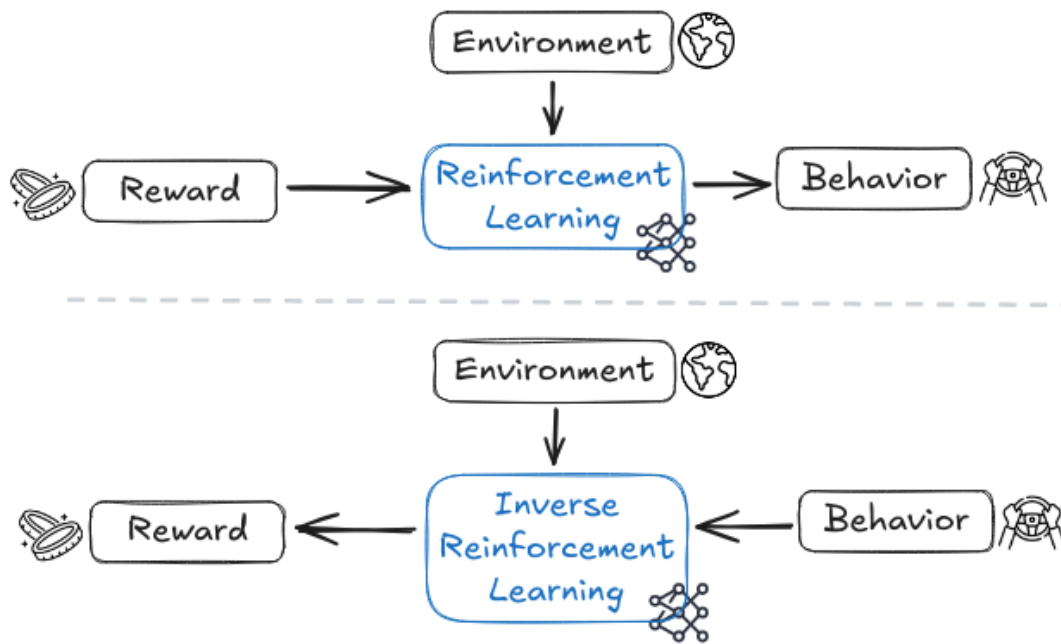 Environment
Reward
Reinforcement
Learning
Behavior
Environment
Reward
Inverse
Reinforcement
Learning
Behavior